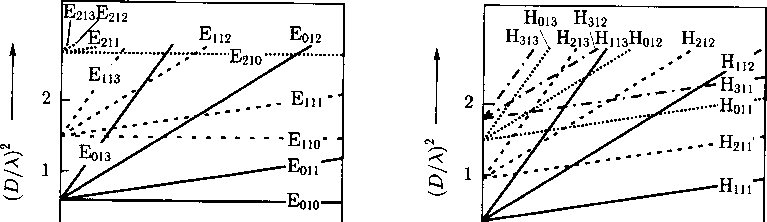 E213 E212
E211
E112
E012
E210
E113
2
E111
E110
E013
1
E011
E010
(D/λ)²
H013 H312
H313 H213 H113 H012 H212
H112
H311
2
H011
H211
1
H111
(D/λ)²